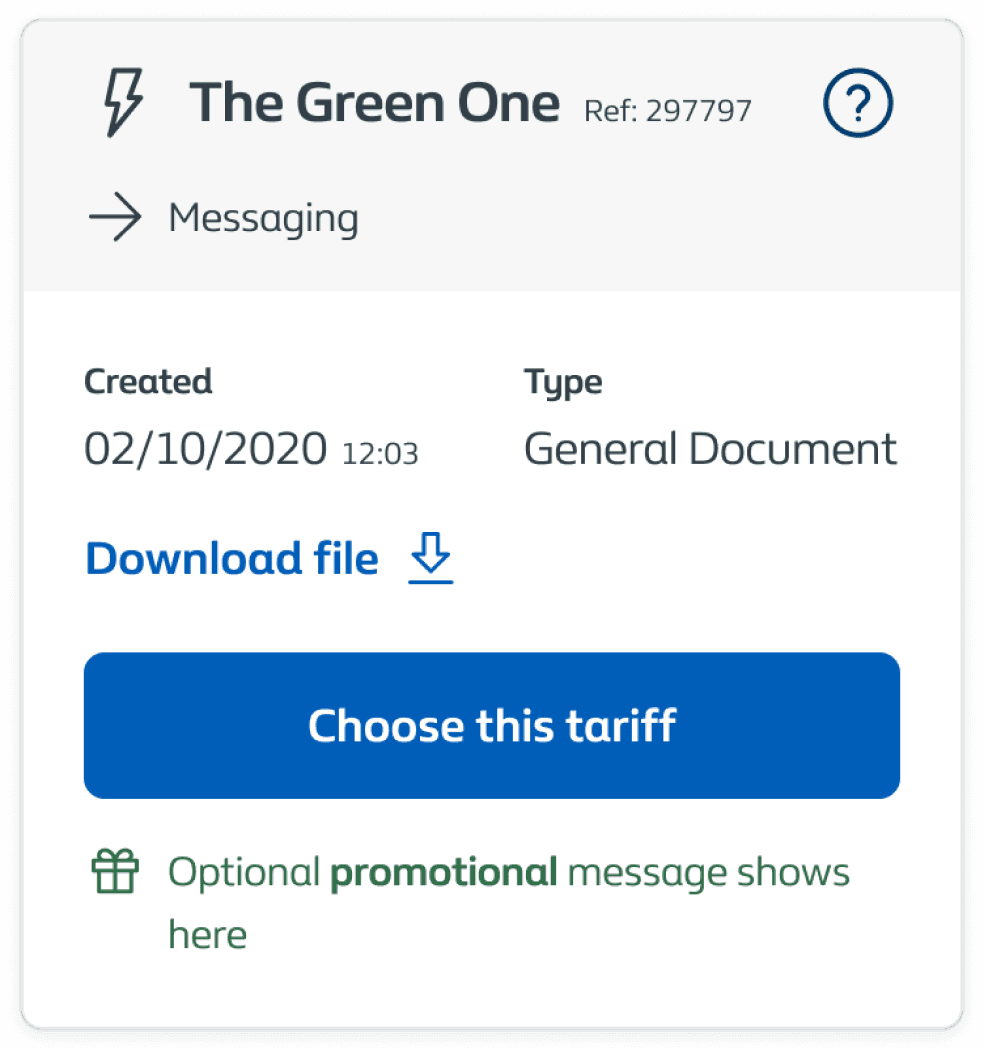 The Green One Ref: 297797
Messaging
Created Type
02/10/2020 12:03 General Document
Download file
Choose this tariff
Optional promotional message shows
here